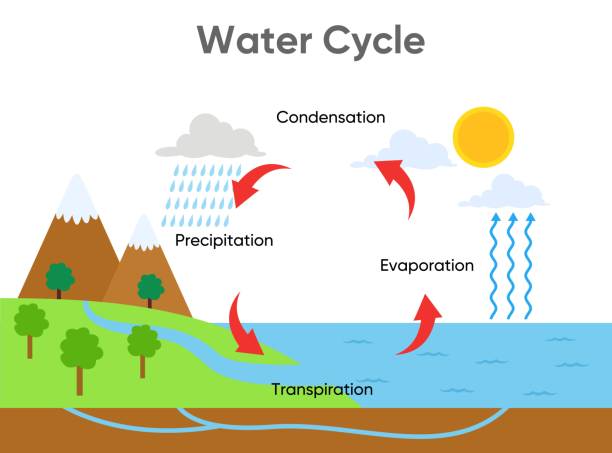 Water Cycle
Condensation
Precipitation
Evaporation
Transpiration